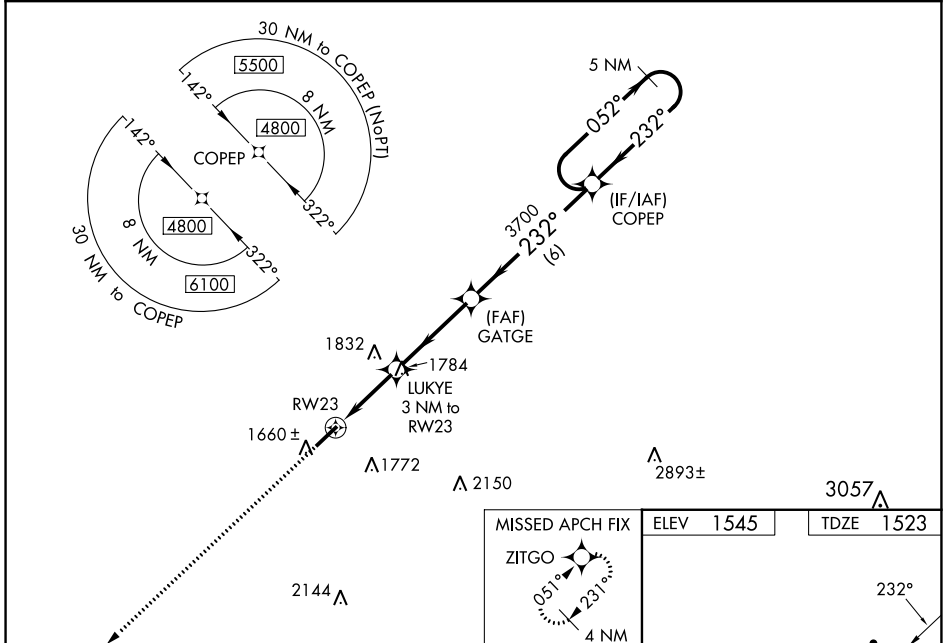 30 NM to COPEP (NoPT)
5500
142°
8 NM
4800
COPEP
322°
142°
4800
8 NM
322°
6100
30 NM to COPEP
5 NM
052°
232°
(IF/IAF)
COPEP
3700
232°
(6)
(FAF)
GATGE
1832
1784
LUKYE
3 NM to
RW23
RW23
1660 ±
1772
2150
2893±
3057
2144
MISSED APCH FIX
ZITGO
051°
231°
4 NM
ELEV 1545
TDZE 1523
232°